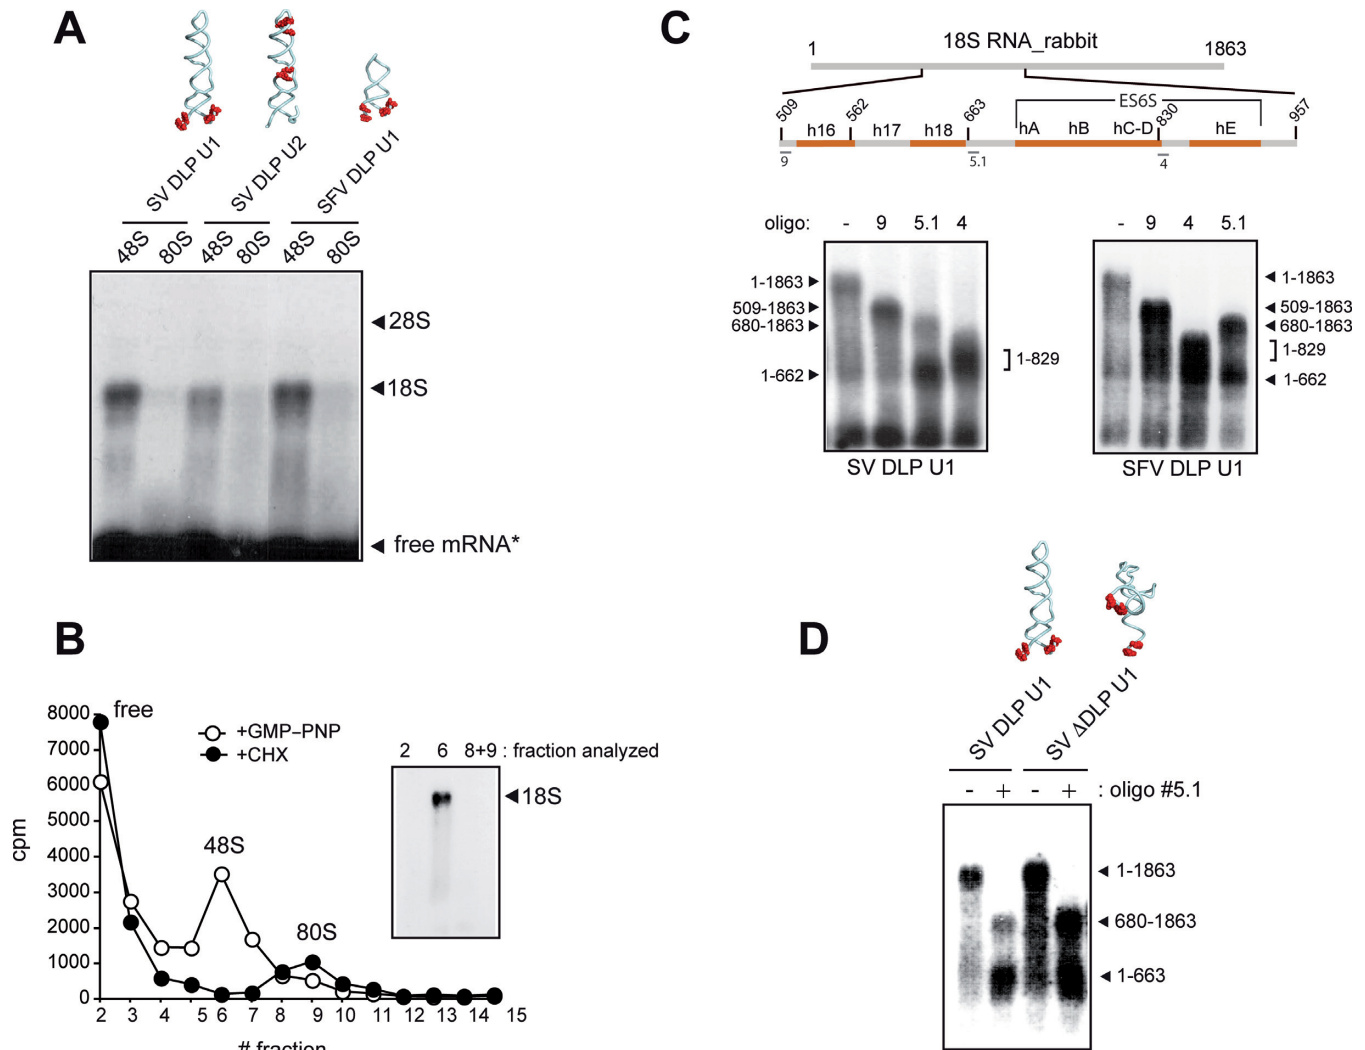 A
SV DLP U1
SV DLP U2
SFV DLP U1
48S 80S 48S 80S 48S 80S
28S
18S
free mRNA*
B
8000
7000
6000
5000
4000
3000
2000
1000
0
cpm
free
+GMP-PNP
+CHX
48S
80S
2 6 8+9 : fraction analyzed
18S
2 3 4 5 6 7 8 9 10 11 12 13 14 15
# fraction
C
18S RNA_rabbit
1 1863
ES6S
509 562 663 830 957
h16 h17 h18 hA hB hC-D hE
9 5.1 4
oligo: - 9 5.1 4
1-1863
509-1863
680-1863
1-662
1-829
SV DLP U1
- 9 4 5.1
1-1863
509-1863
680-1863
1-829
1-662
SFV DLP U1
D
SV DLP U1
SV ΔDLP U1
- + - + : oligo #5.1
1-1863
680-1863
1-663